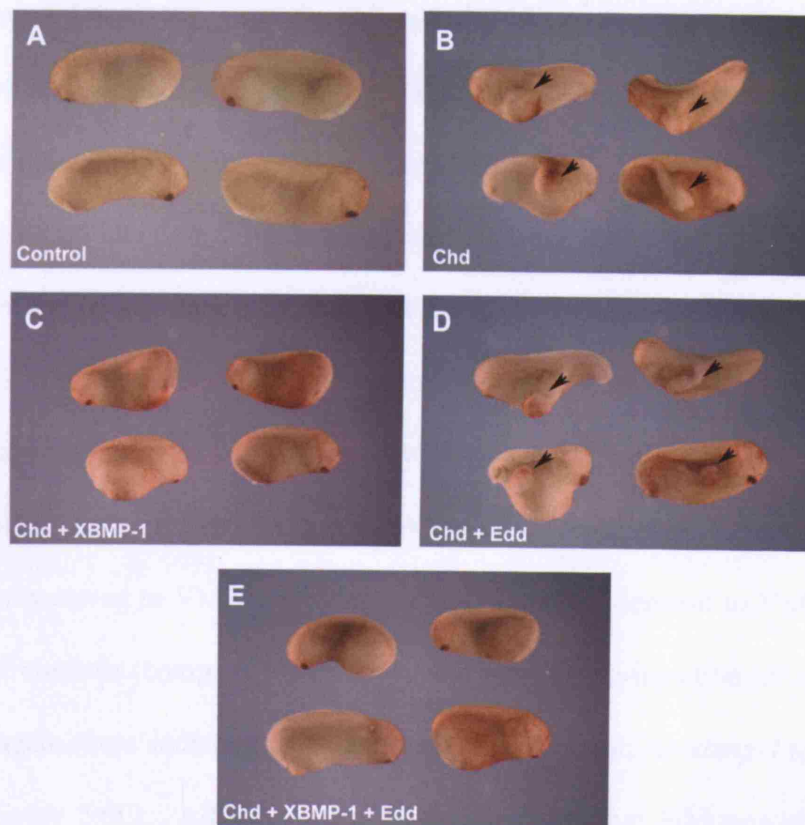 A
Control
B
Chd
C
Chd + XBMP-1
D
Chd + Edd
E
Chd + XBMP-1 + Edd